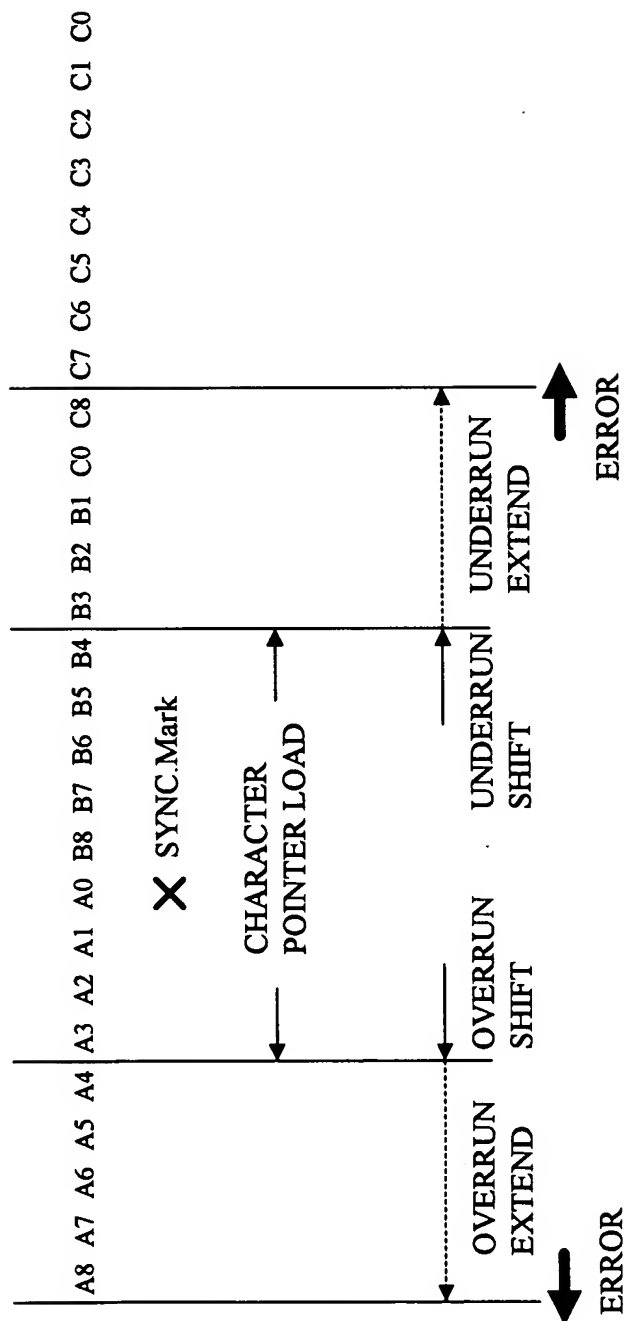 A8 A7 A6 A5 A4 A3 A2 A1 A0 B8 B7 B6 B5 B4 B3 B2 B1 C0 C8 C7 C6 C5 C4 C3 C2 C1 C0
SYNC.Mark
CHARACTER
POINTER LOAD
OVERRUN
EXTEND
OVERRUN
SHIFT
UNDERRUN
SHIFT
UNDERRUN
EXTEND
ERROR
ERROR